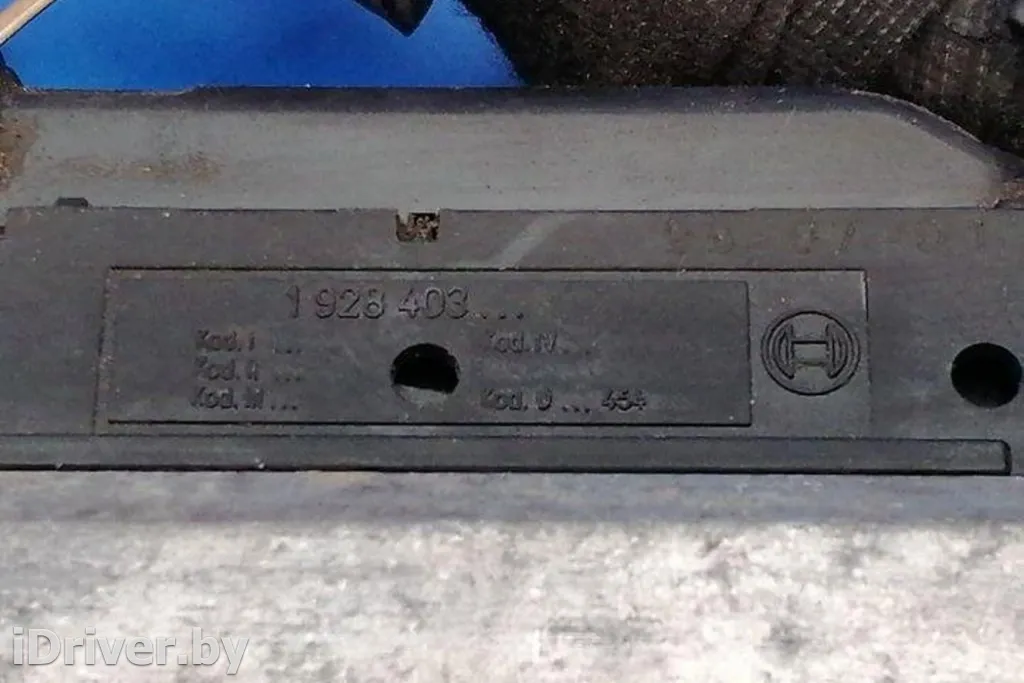 1 928 403...
Kod. I ...
Kod. IV ...
Kod. II ...
Kod. III ...
Kod. U ... 454
iDriver.by